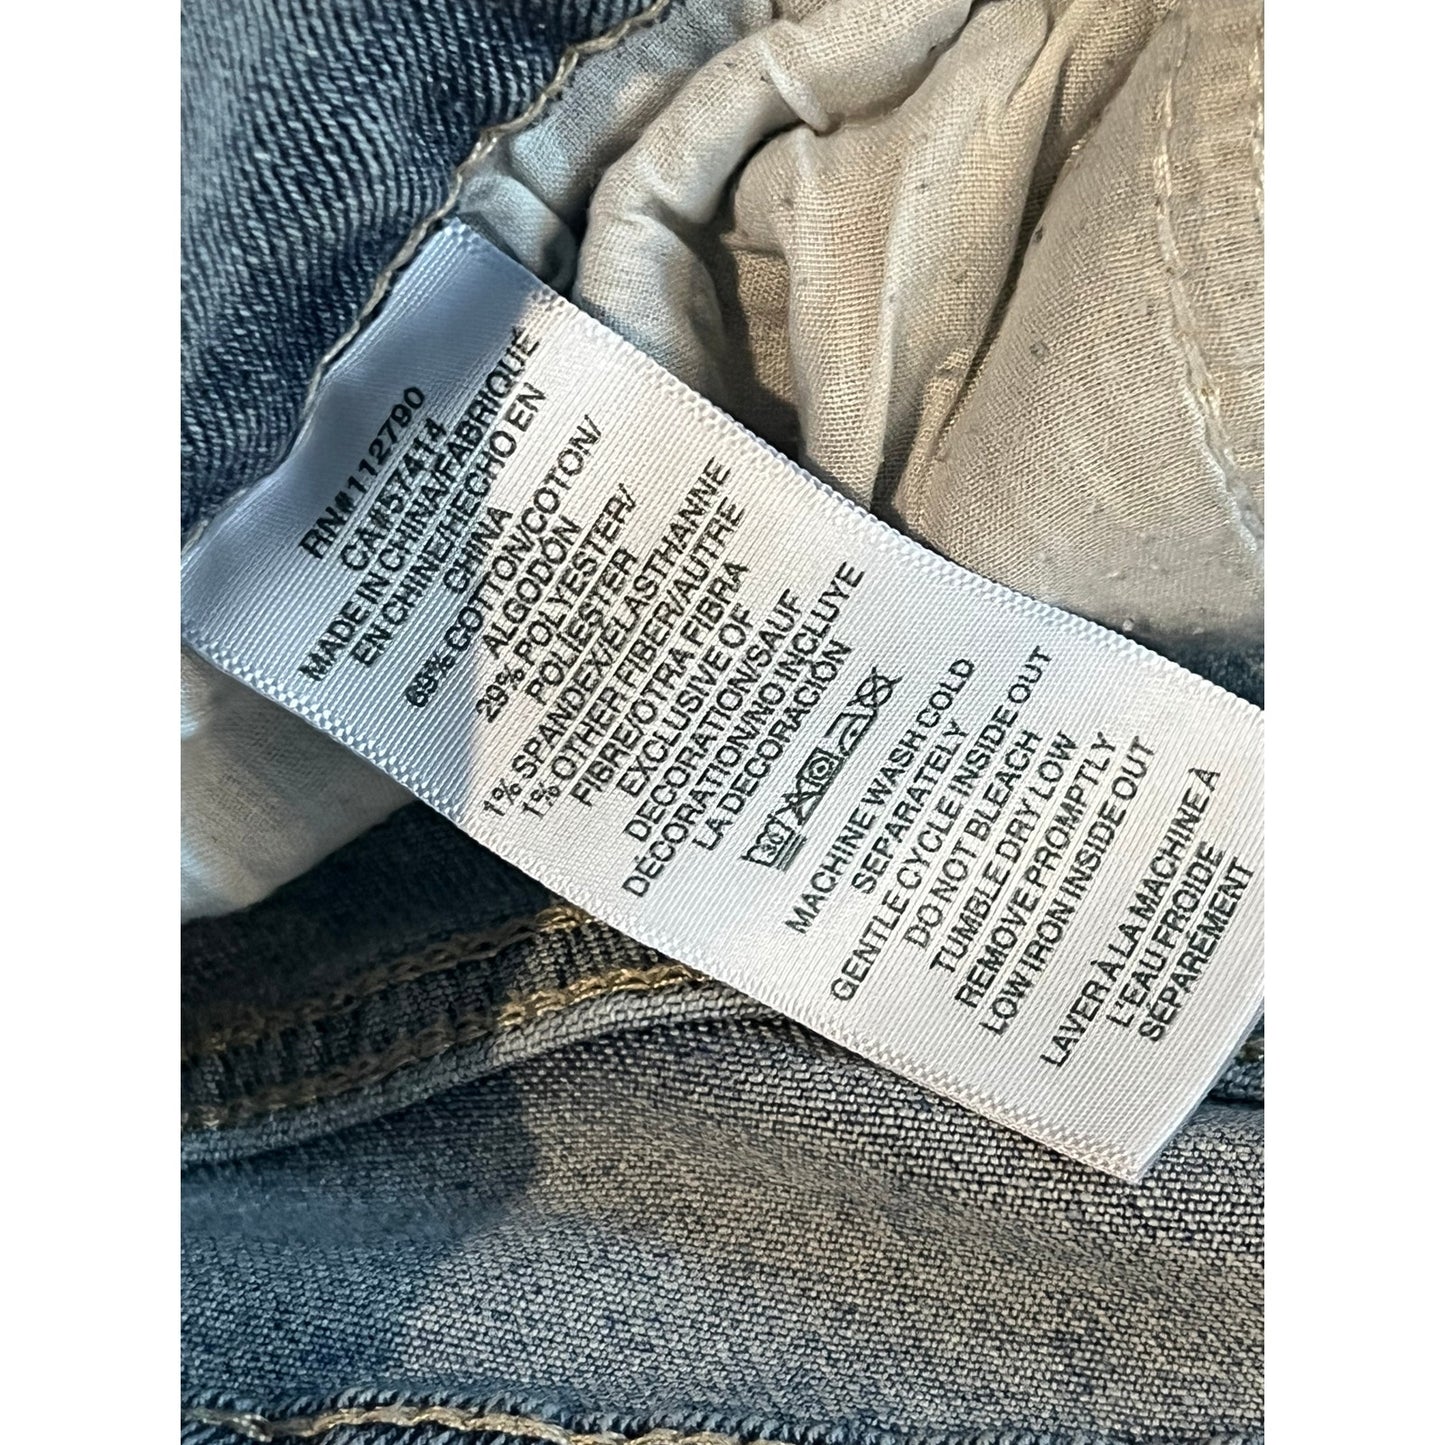 RN#112790
CA#57414
MADE IN CHINA/FABRIQUÉ
EN CHINE/HECHO EN
CHINA
69% COTTON/COTON/
ALGODÓN
29% POLYESTER/
POLIESTER
1% SPANDEX/ELASTHANNE
1% OTHER FIBER/AUTRE
FIBRE/OTRA FIBRA
EXCLUSIVE OF
DECORATION/SAUF
DÉCORATION/NO INCLUYE
LA DECORACIÓN
30
MACHINE WASH COLD
SEPARATELY
GENTLE CYCLE INSIDE OUT
DO NOT BLEACH
TUMBLE DRY LOW
REMOVE PROMPTLY
LOW IRON INSIDE OUT
LAVER À LA MACHINE À
L'EAU FROIDE
SÉPARÉMENT